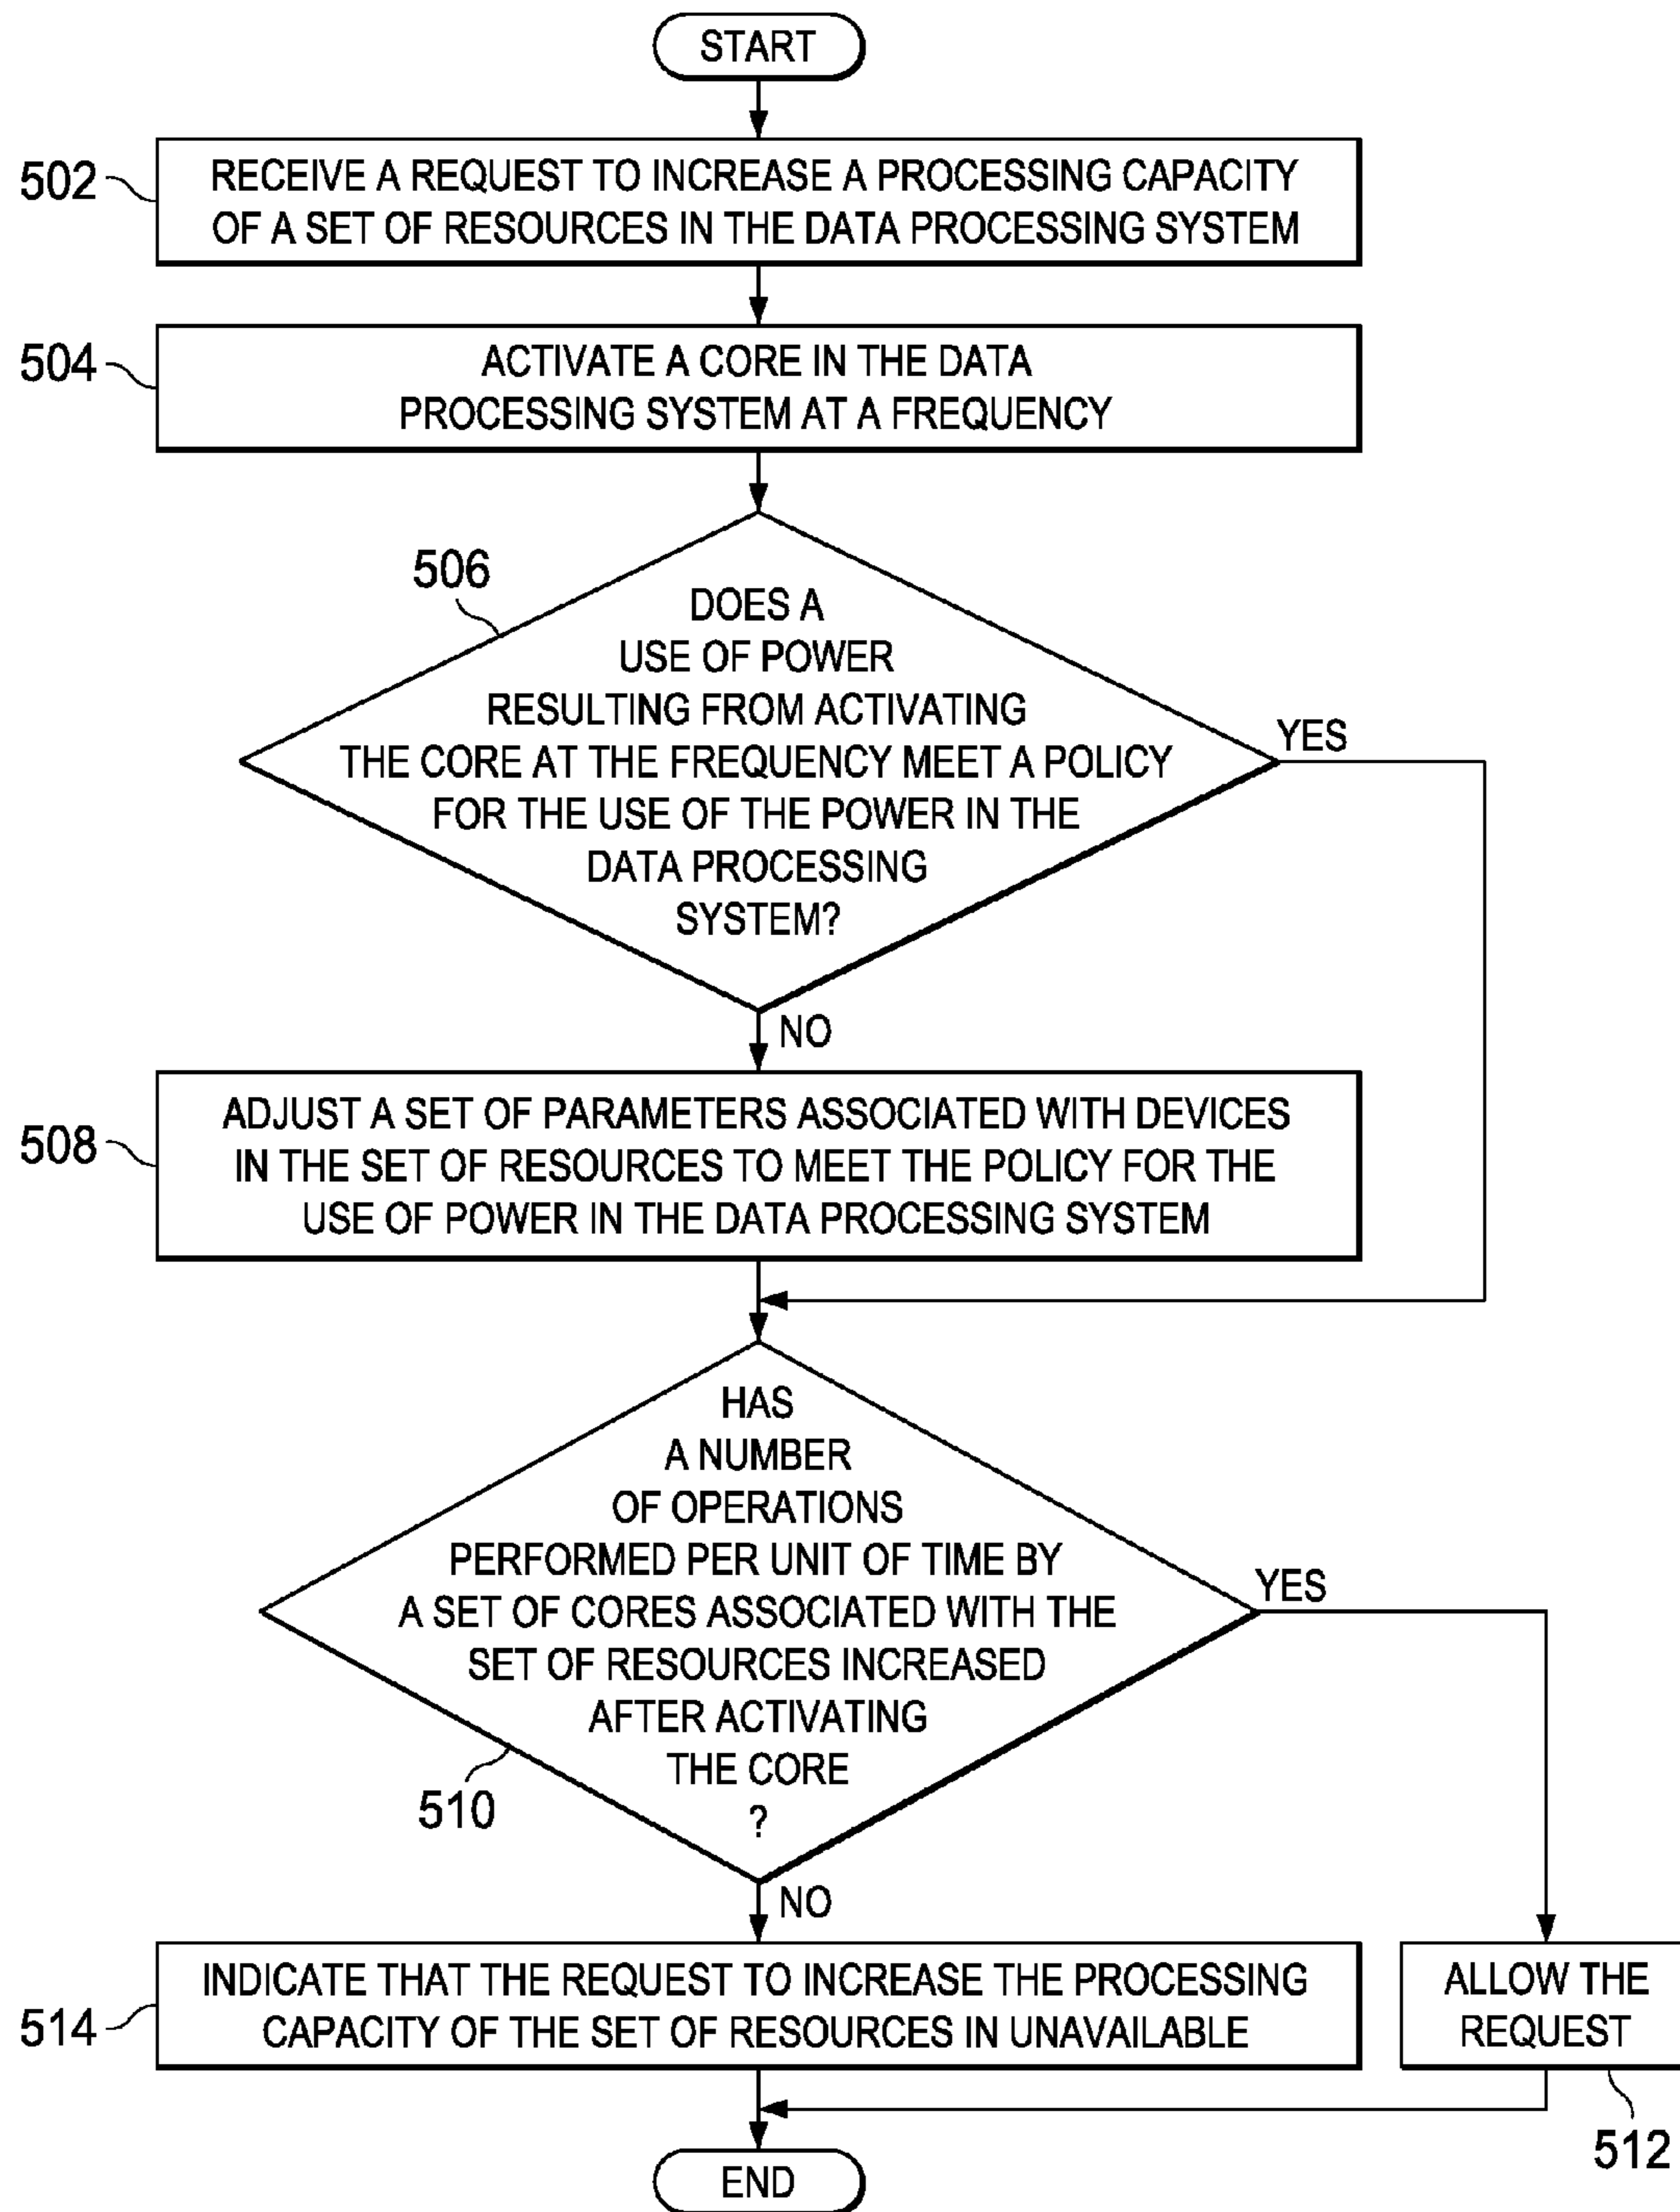 START
502
RECEIVE A REQUEST TO INCREASE A PROCESSING CAPACITY
OF A SET OF RESOURCES IN THE DATA PROCESSING SYSTEM
504
ACTIVATE A CORE IN THE DATA
PROCESSING SYSTEM AT A FREQUENCY
506
DOES A
USE OF POWER
RESULTING FROM ACTIVATING
THE CORE AT THE FREQUENCY MEET A POLICY
FOR THE USE OF THE POWER IN THE
DATA PROCESSING
SYSTEM?
YES
NO
508
ADJUST A SET OF PARAMETERS ASSOCIATED WITH DEVICES
IN THE SET OF RESOURCES TO MEET THE POLICY FOR THE
USE OF POWER IN THE DATA PROCESSING SYSTEM
HAS
A NUMBER
OF OPERATIONS
PERFORMED PER UNIT OF TIME BY
A SET OF CORES ASSOCIATED WITH THE
SET OF RESOURCES INCREASED
AFTER ACTIVATING
THE CORE
?
YES
510
NO
514
INDICATE THAT THE REQUEST TO INCREASE THE PROCESSING
CAPACITY OF THE SET OF RESOURCES IN UNAVAILABLE
ALLOW THE
REQUEST
512
END